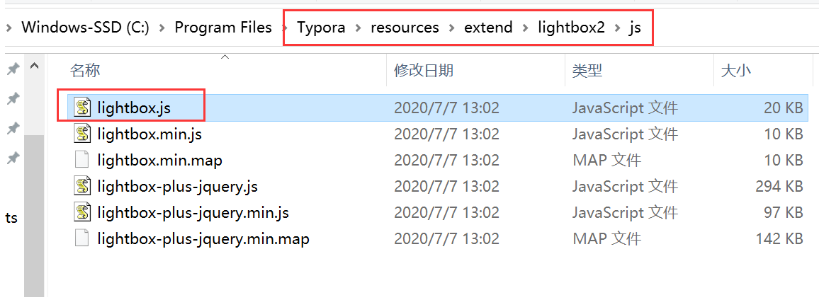 Windows-SSD (C:) > Program Files > Typora > resources > extend > lightbox2 > js
名称 修改日期 类型 大小
lightbox.js 2020/7/7 13:02 JavaScript 文件 20 KB
lightbox.min.js 2020/7/7 13:02 JavaScript 文件 10 KB
lightbox.min.map 2020/7/7 13:02 MAP 文件 10 KB
lightbox-plus-jquery.js 2020/7/7 13:02 JavaScript 文件 294 KB
lightbox-plus-jquery.min.js 2020/7/7 13:02 JavaScript 文件 97 KB
ts
lightbox-plus-jquery.min.map 2020/7/7 13:02 MAP 文件 142 KB